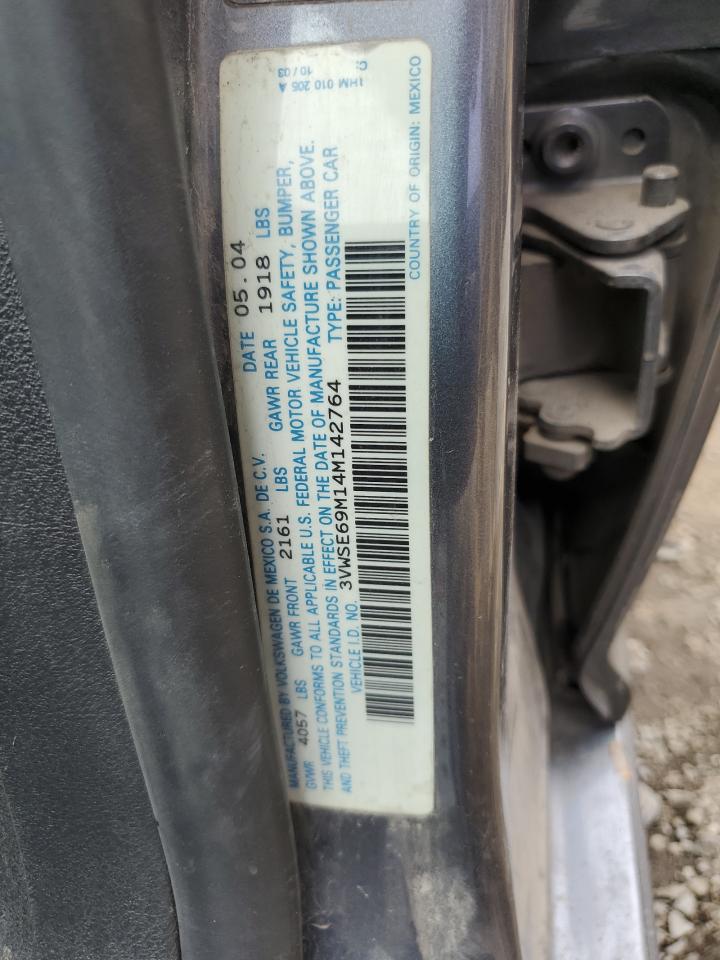 MANUFACTURED BY VOLKSWAGEN DE MEXICO S.A. DE C.V. DATE 05.04
GVWR 4057 LBS GAWR FRONT 2161 LBS GAWR REAR 1918 LBS
THIS VEHICLE CONFORMS TO ALL APPLICABLE U.S. FEDERAL MOTOR VEHICLE SAFETY, BUMPER,
AND THEFT PREVENTION STANDARDS IN EFFECT ON THE DATE OF MANUFACTURE SHOWN ABOVE.
VEHICLE I.D. NO. 3VWSE69M14M142764 TYPE: PASSENGER CAR
COUNTRY OF ORIGIN: MEXICO
1HM 010 205 A
10/03